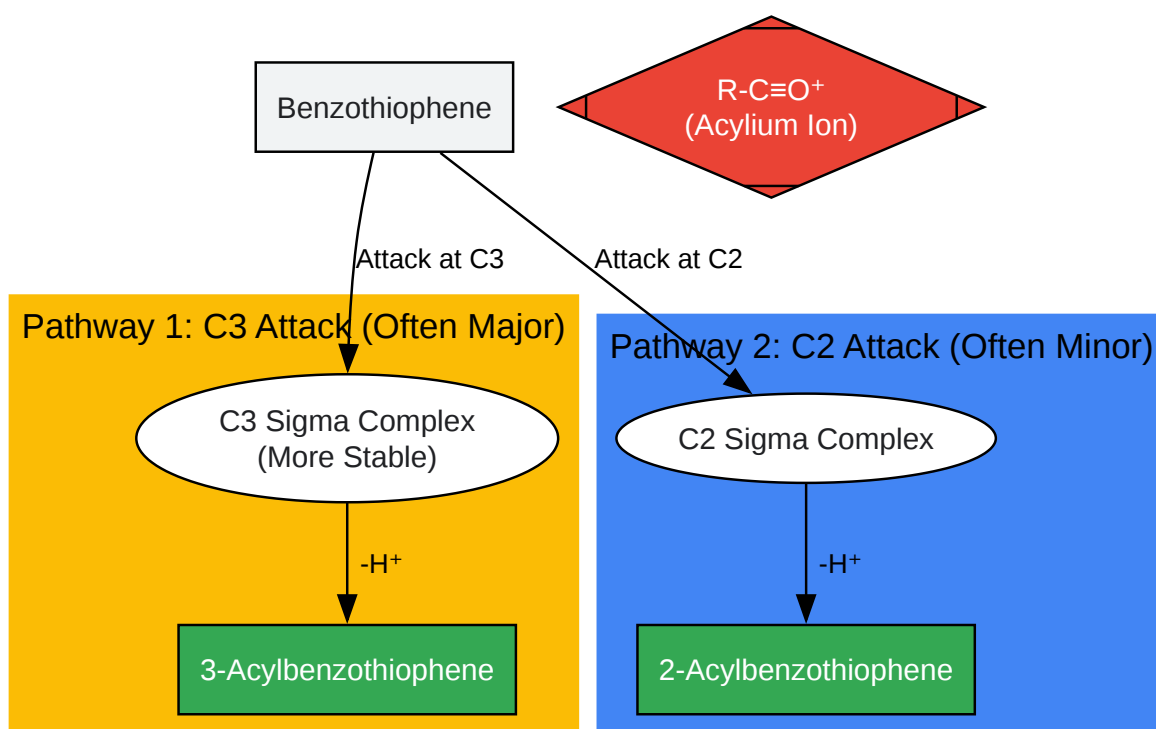 Benzothiophene
R-C≡O⁺
(Acylium Ion)
Attack at C3
Attack at C2
Pathway 1: C3 Attack (Often Major)
Pathway 2: C2 Attack (Often Minor)
C3 Sigma Complex
(More Stable)
C2 Sigma Complex
-H⁺
-H⁺
3-Acylbenzothiophene
2-Acylbenzothiophene